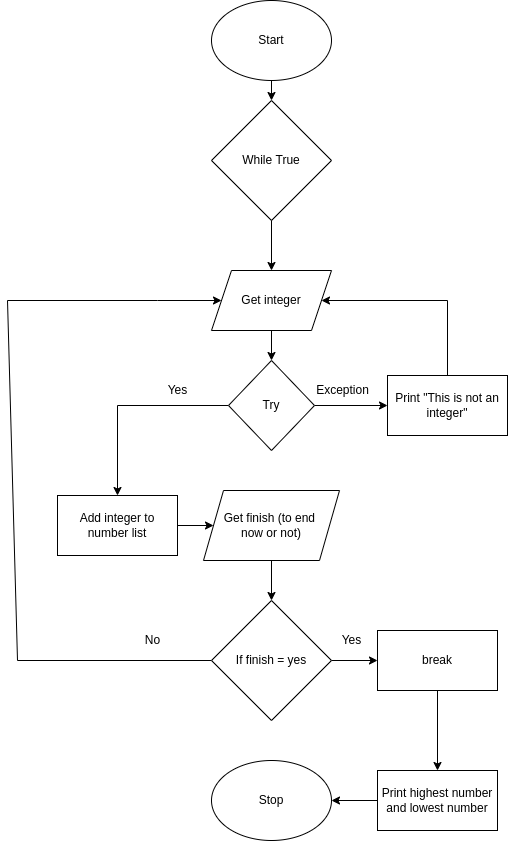 Start
While True
Get integer
Yes
Exception
Try
Print "This is not an
integer"
Add integer to
number list
Get finish (to end
now or not)
No
Yes
If finish = yes
break
Stop
Print highest number
and lowest number